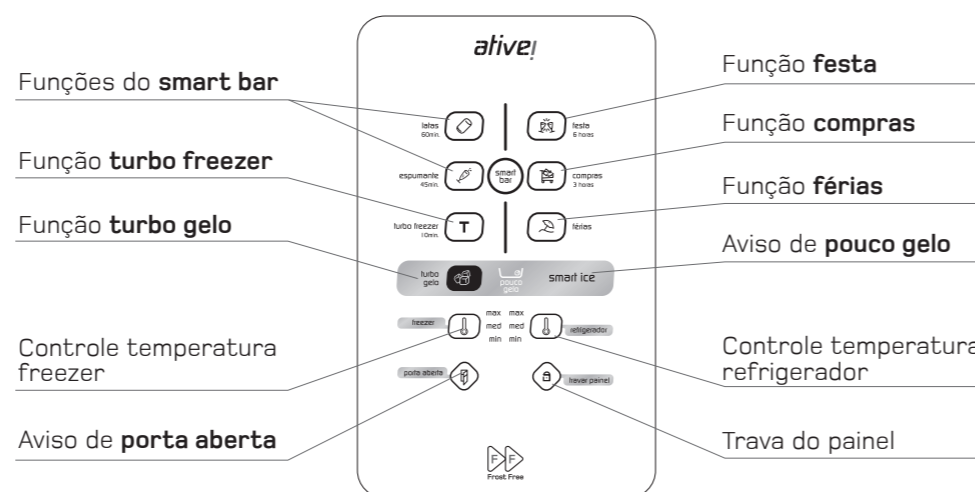 ative!
Funções do smart bar
Função turbo freezer
Função turbo gelo
Controle temperatura
freezer
Aviso de porta aberta
latas
60min.
espumante
45min.
turbo freezer
10min.
smart
bar
festa
6 horas
compras
3 horas
férias
turbo
gelo
pouco
gelo
smart ice
freezer
max max
med med
min min
refrigerador
porta aberta
travar painel
T
F F
Frost Free
Função festa
Função compras
Função férias
Aviso de pouco gelo
Controle temperatura
refrigerador
Trava do painel